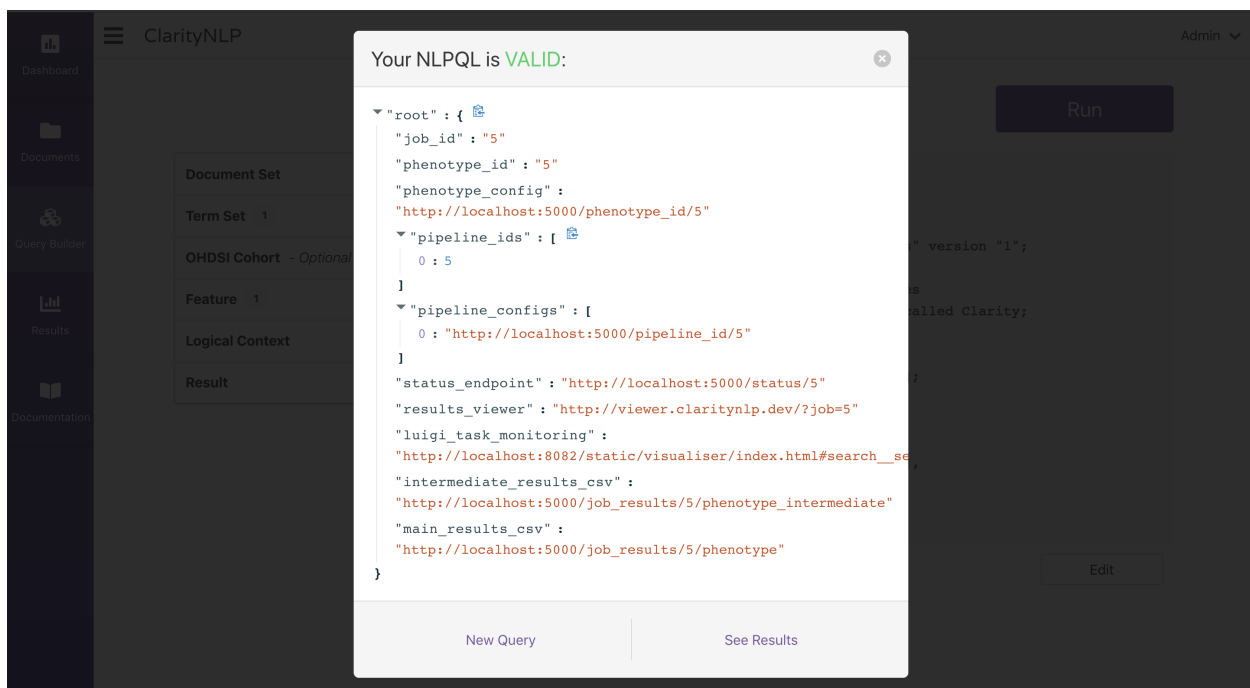 ClarityNLP
Admin
Dashboard
Documents
Query Builder
Results
Documentation
Run
Document Set
Term Set 1
OHDSI Cohort - Optional
Feature 1
Logical Context
Result
" version "1";
called Clarity;
Edit
Your NLPQL is VALID:
"root" : {
"job_id" : "5"
"phenotype_id" : "5"
"phenotype_config" :
"http://localhost:5000/phenotype_id/5"
"pipeline_ids" : [
0 : 5
]
"pipeline_configs" : [
0 : "http://localhost:5000/pipeline_id/5"
]
"status_endpoint" : "http://localhost:5000/status/5"
"results_viewer" : "http://viewer.claritynlp.dev/?job=5"
"luigi_task_monitoring" :
"http://localhost:8082/static/visualiser/index.html#search__se
"intermediate_results_csv" :
"http://localhost:5000/job_results/5/phenotype_intermediate"
"main_results_csv" :
"http://localhost:5000/job_results/5/phenotype"
}
New Query
See Results